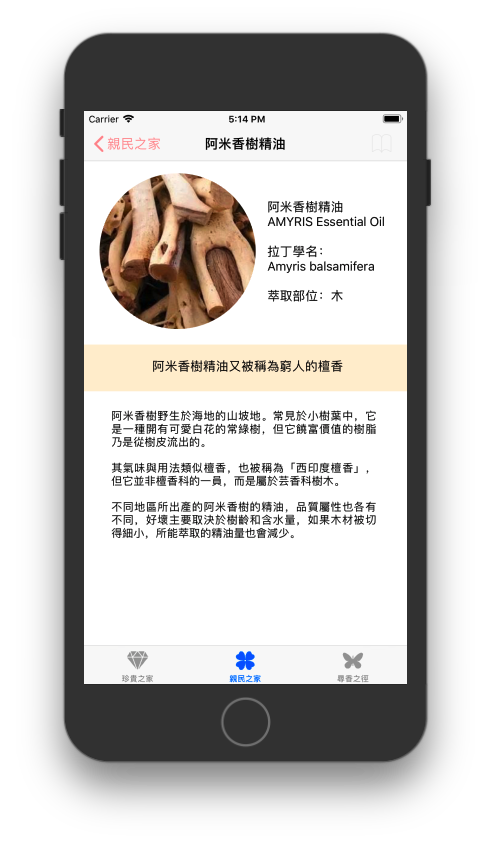 Carrier 5:14 PM
親民之家 阿米香樹精油
阿米香樹精油
AMYRIS Essential Oil
拉丁學名：
Amyris balsamifera
萃取部位：木
阿米香樹精油又被稱為窮人的檀香
阿米香樹野生於海地的山坡地。常見於小樹葉中，它
是一種開有可愛白花的常綠樹，但它饒富價值的樹脂
乃是從樹皮流出的。
其氣味與用法類似檀香，也被稱為「西印度檀香」，
但它並非檀香科的一員，而是屬於芸香科樹木。
不同地區所出產的阿米香樹的精油，品質屬性也各有
不同，好壞主要取決於樹齡和含水量，如果木材被切
得細小，所能萃取的精油量也會減少。
珍貴之家 親民之家 尋香之徑